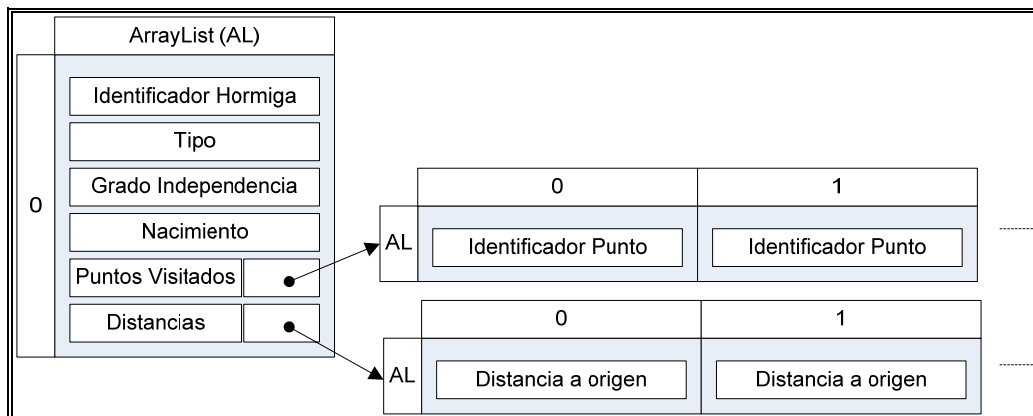 ArrayList (AL)
0
Identificador Hormiga
Tipo
Grado Independencia
Nacimiento
Puntos Visitados
Distancias
0 1
AL
Identificador Punto Identificador Punto
0 1
AL
Distancia a origen Distancia a origen